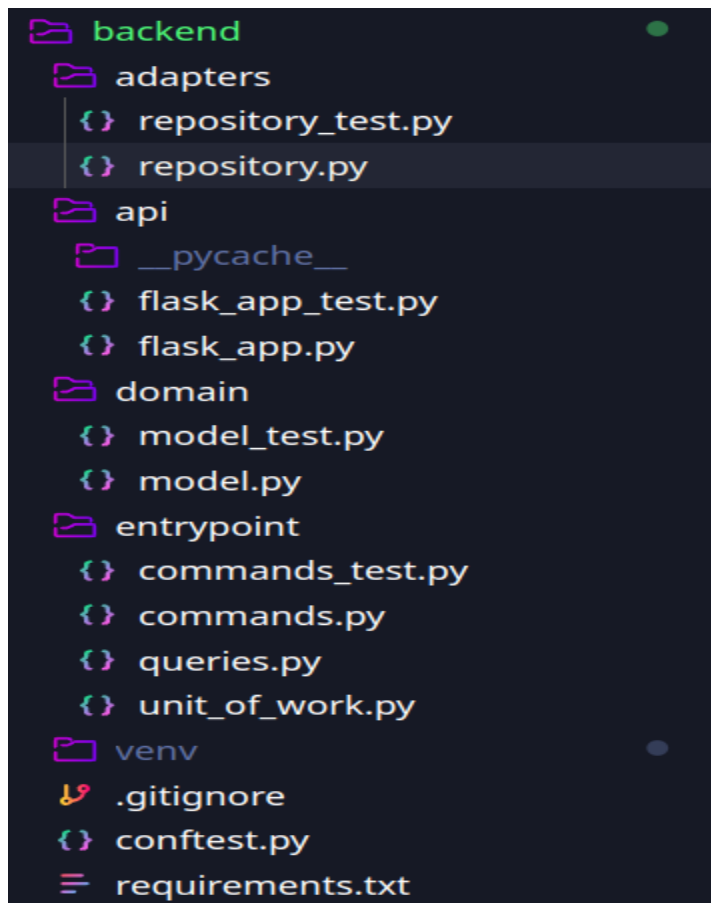 backend
adapters
repository_test.py
repository.py
api
__pycache__
flask_app_test.py
flask_app.py
domain
model_test.py
model.py
entrypoint
commands_test.py
commands.py
queries.py
unit_of_work.py
venv
.gitignore
conftest.py
requirements.txt